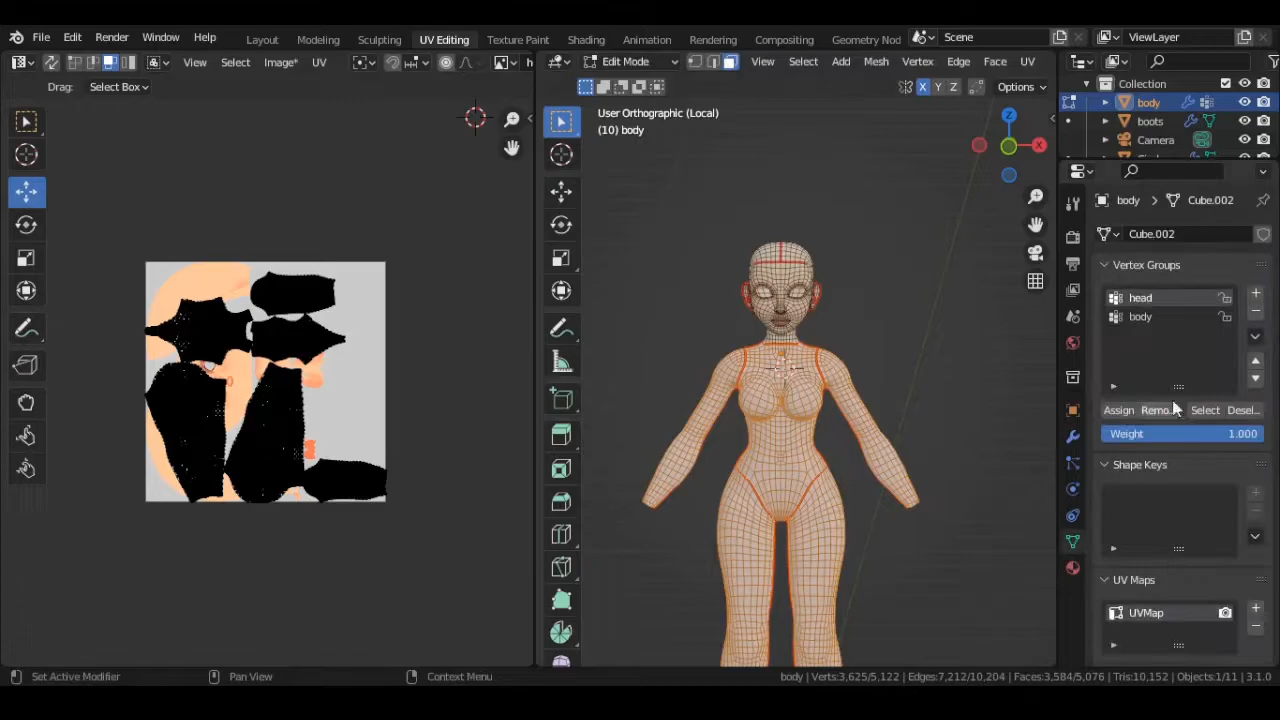 File Edit Render Window Help Layout Modeling Sculpting UV Editing Texture Paint Shading Animation Rendering Compositing Geometry Nod Scene ViewLayer
View Select Image* UV
Edit Mode View Select Add Mesh Vertex Edge Face UV
Drag: Select Box
X Y Z Options
Collection
body
boots
Camera
User Orthographic (Local)
(10) body
Z
X
body > Cube.002
Cube.002
Vertex Groups
head
body
Assign Remo... Select Desel...
Weight 1.000
Shape Keys
UV Maps
UVMap
Set Active Modifier Pan View Context Menu body | Verts:3,625/5,122 | Edges:7,212/10,204 | Faces:3,584/5,076 | Tris:10,152 | Objects:1/11 | 3.1.0